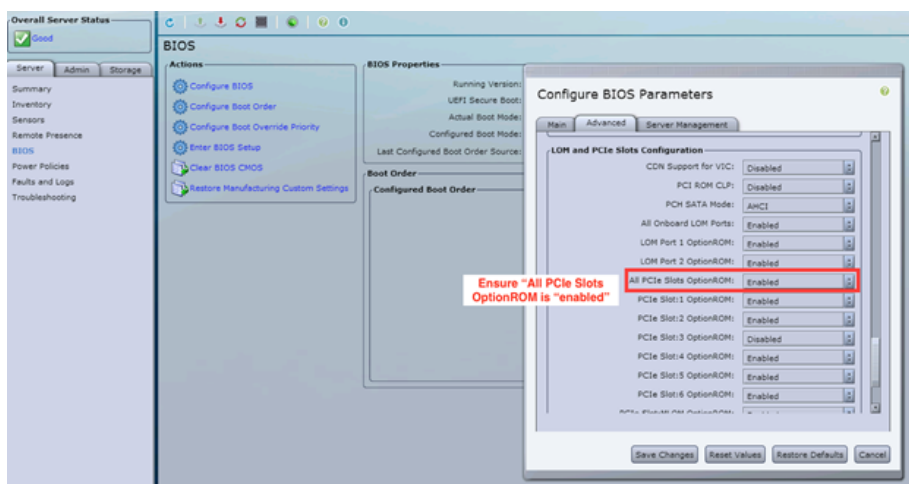 Overall Server Status
Good
Server Admin Storage
Summary
Inventory
Sensors
Remote Presence
BIOS
Power Policies
Faults and Logs
Troubleshooting
BIOS
Actions
Configure BIOS
Configure Boot Order
Configure Boot Override Priority
Enter BIOS Setup
Clear BIOS CMOS
Restore Manufacturing Custom Settings
BIOS Properties
Running Version:
UEFI Secure Boot:
Actual Boot Mode:
Configured Boot Mode:
Last Configured Boot Order Source:
Boot Order
Configured Boot Order
Ensure "All PCIe Slots
OptionROM is "enabled"
Configure BIOS Parameters
Main Advanced Server Management
LOM and PCIe Slots Configuration
CDN Support for VIC: Disabled
PCI ROM CLP: Disabled
PCH SATA Mode: AHCI
All Onboard LOM Ports: Enabled
LOM Port 1 OptionROM: Enabled
LOM Port 2 OptionROM: Enabled
All PCIe Slots OptionROM: Enabled
PCIe Slot:1 OptionROM: Enabled
PCIe Slot:2 OptionROM: Enabled
PCIe Slot:3 OptionROM: Disabled
PCIe Slot:4 OptionROM: Enabled
PCIe Slot:5 OptionROM: Enabled
PCIe Slot:6 OptionROM: Enabled
Save Changes Reset Values Restore Defaults Cancel